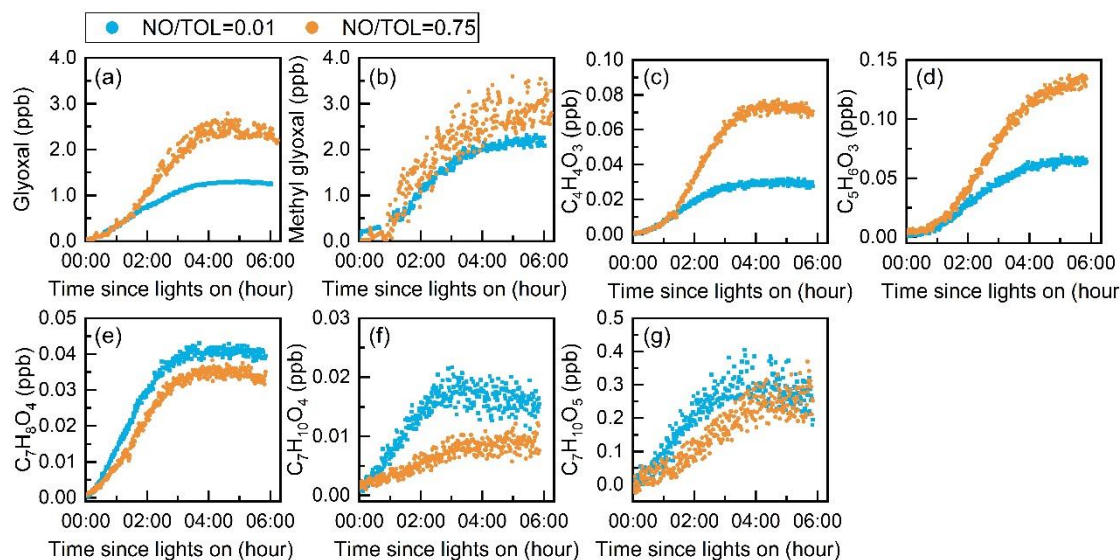 NO/TOL=0.01 NO/TOL=0.75
(a)
Glyoxal (ppb)
4.0
3.0
2.0
1.0
0.0
00:00 02:00 04:00 06:00
Time since lights on (hour)
(b)
Methyl glyoxal (ppb)
4.0
3.0
2.0
1.0
0.0
00:00 02:00 04:00 06:00
Time since lights on (hour)
(c)
C4H4O3 (ppb)
0.10
0.08
0.06
0.04
0.02
0.00
00:00 02:00 04:00 06:00
Time since lights on (hour)
(d)
C5H6O3 (ppb)
0.15
0.10
0.05
0.00
00:00 02:00 04:00 06:00
Time since lights on (hour)
(e)
C7H8O4 (ppb)
0.05
0.04
0.03
0.02
0.01
0.00
00:00 02:00 04:00 06:00
Time since lights on (hour)
(f)
C7H10O4 (ppb)
0.03
0.02
0.01
0.00
00:00 02:00 04:00 06:00
Time since lights on (hour)
(g)
C7H10O5 (ppb)
0.5
0.4
0.3
0.2
0.1
0.0
00:00 02:00 04:00 06:00
Time since lights on (hour)